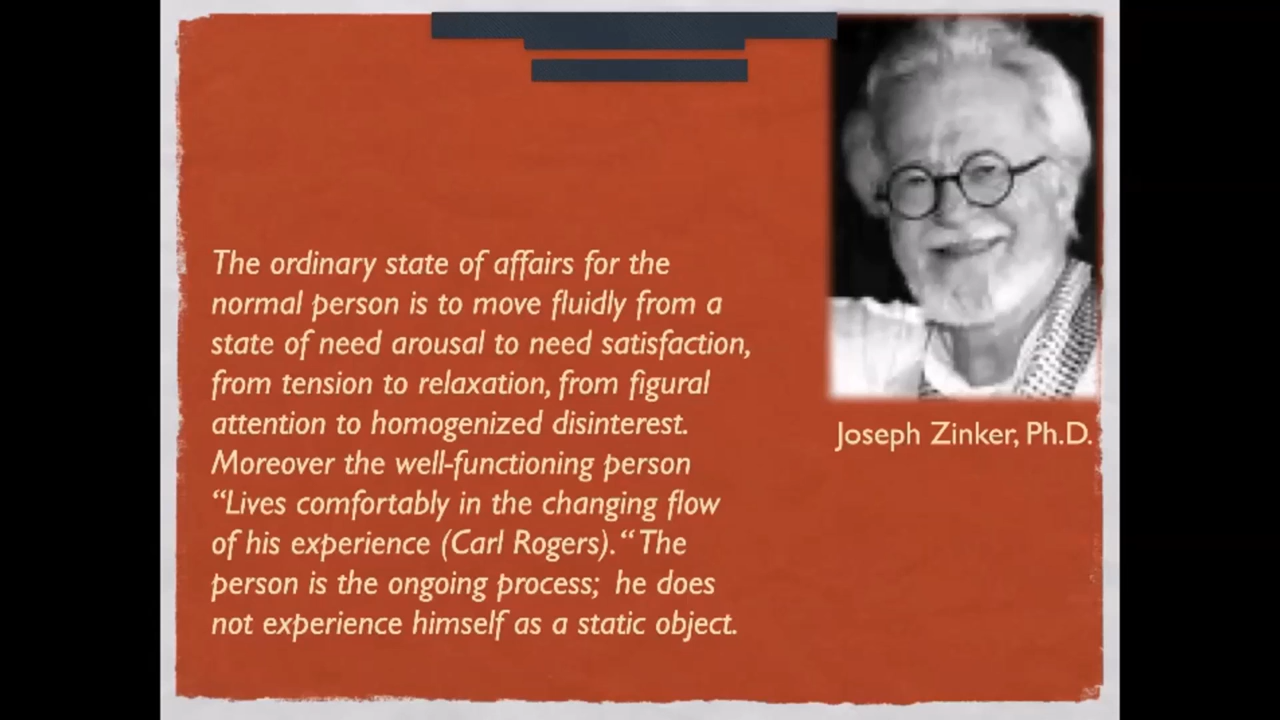 The ordinary state of affairs for the
normal person is to move fluidly from a
state of need arousal to need satisfaction,
from tension to relaxation, from figural
attention to homogenized disinterest.
Moreover the well-functioning person
“Lives comfortably in the changing flow
of his experience (Carl Rogers).“ The
person is the ongoing process;  he does
not experience himself as a static object.
Joseph Zinker, Ph.D.